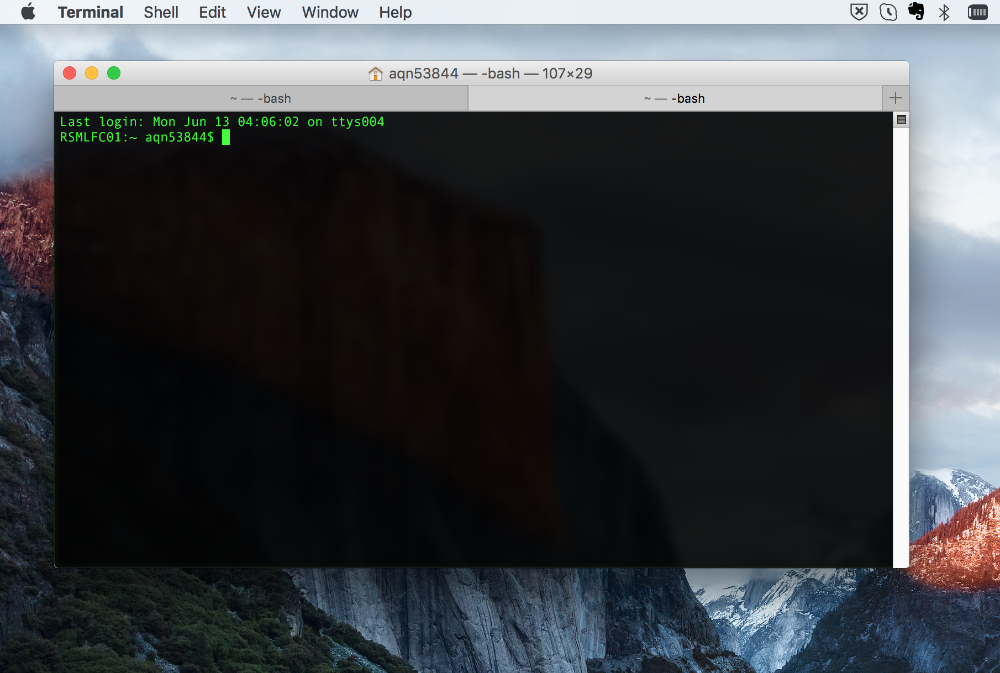 Terminal Shell Edit View Window Help
aqn53844 — -bash — 107×29
~ — -bash ~ — -bash
Last login: Mon Jun 13 04:06:02 on ttys004
RSMLFC01:~ aqn53844$